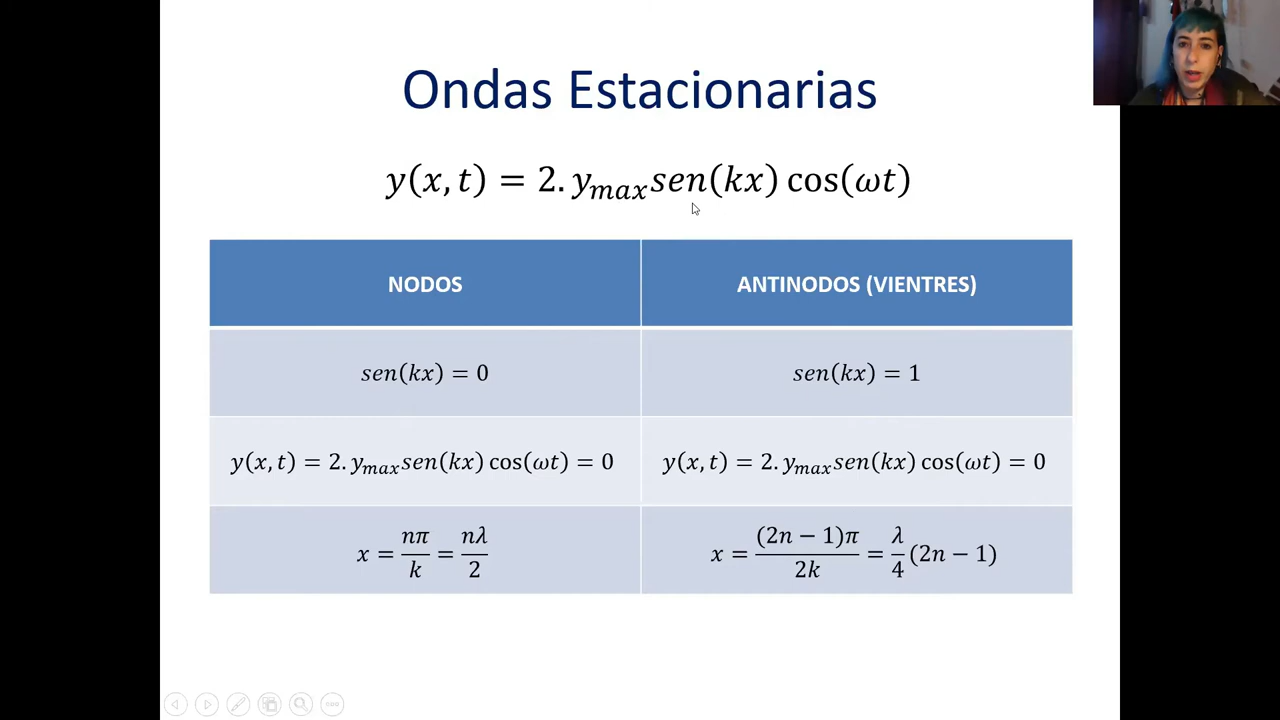 Ondas Estacionarias
y(x, t) = 2. y_max sen(kx) cos(ωt)
NODOS
ANTINODOS (VIENTRES)
sen(kx) = 0
sen(kx) = 1
y(x, t) = 2. y_max sen(kx) cos(ωt) = 0
y(x, t) = 2. y_max sen(kx) cos(ωt) = 0
x = nπ/k = nλ/2
x = (2n − 1)π/2k = λ/4 (2n − 1)